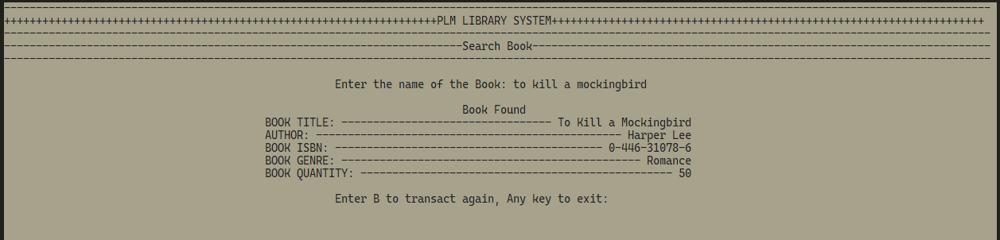 -----------------------------------------------------------------------------------------------------------------------------------------------------------
++++++++++++++++++++++++++++++++++++++++++++++++++++++++++++++++++++PLM LIBRARY SYSTEM++++++++++++++++++++++++++++++++++++++++++++++++++++++++++++++++++++
-----------------------------------------------------------------------------------------------------------------------------------------------------------
------------------------------------------------------------------------Search Book------------------------------------------------------------------------
-----------------------------------------------------------------------------------------------------------------------------------------------------------
Enter the name of the Book: to kill a mockingbird
Book Found
BOOK TITLE: --------------------------------- To Kill a Mockingbird
AUTHOR: ------------------------------------------------ Harper Lee
BOOK ISBN: ------------------------------------------ 0-446-31078-6
BOOK GENRE: ----------------------------------------------- Romance
BOOK QUANTITY: ------------------------------------------------- 50
Enter B to transact again, Any key to exit: